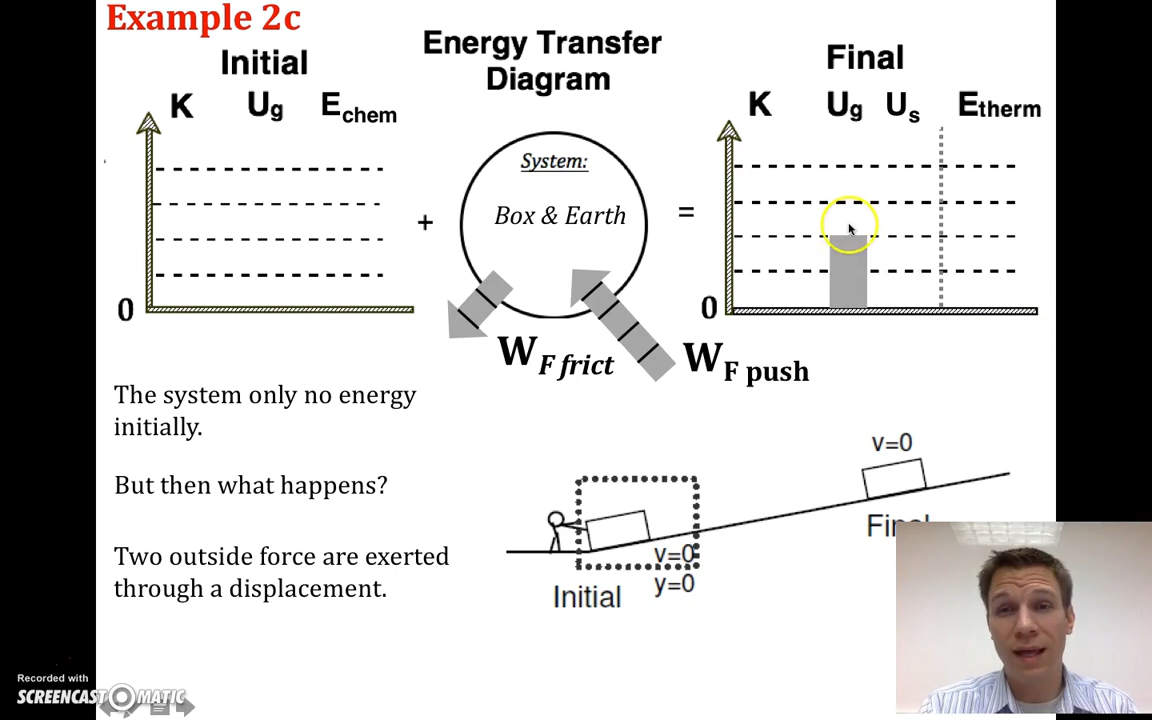 Example 2c
Energy Transfer
Diagram
Initial
K Ug Echem
0
+
System:
Box & Earth
=
Final
K Ug Us Etherm
0
WF frict
WF push
The system only no energy
initially.
But then what happens?
Two outside force are exerted
through a displacement.
v=0
y=0
Initial
v=0
Final
Recorded with
SCREENCAST-O-MATIC